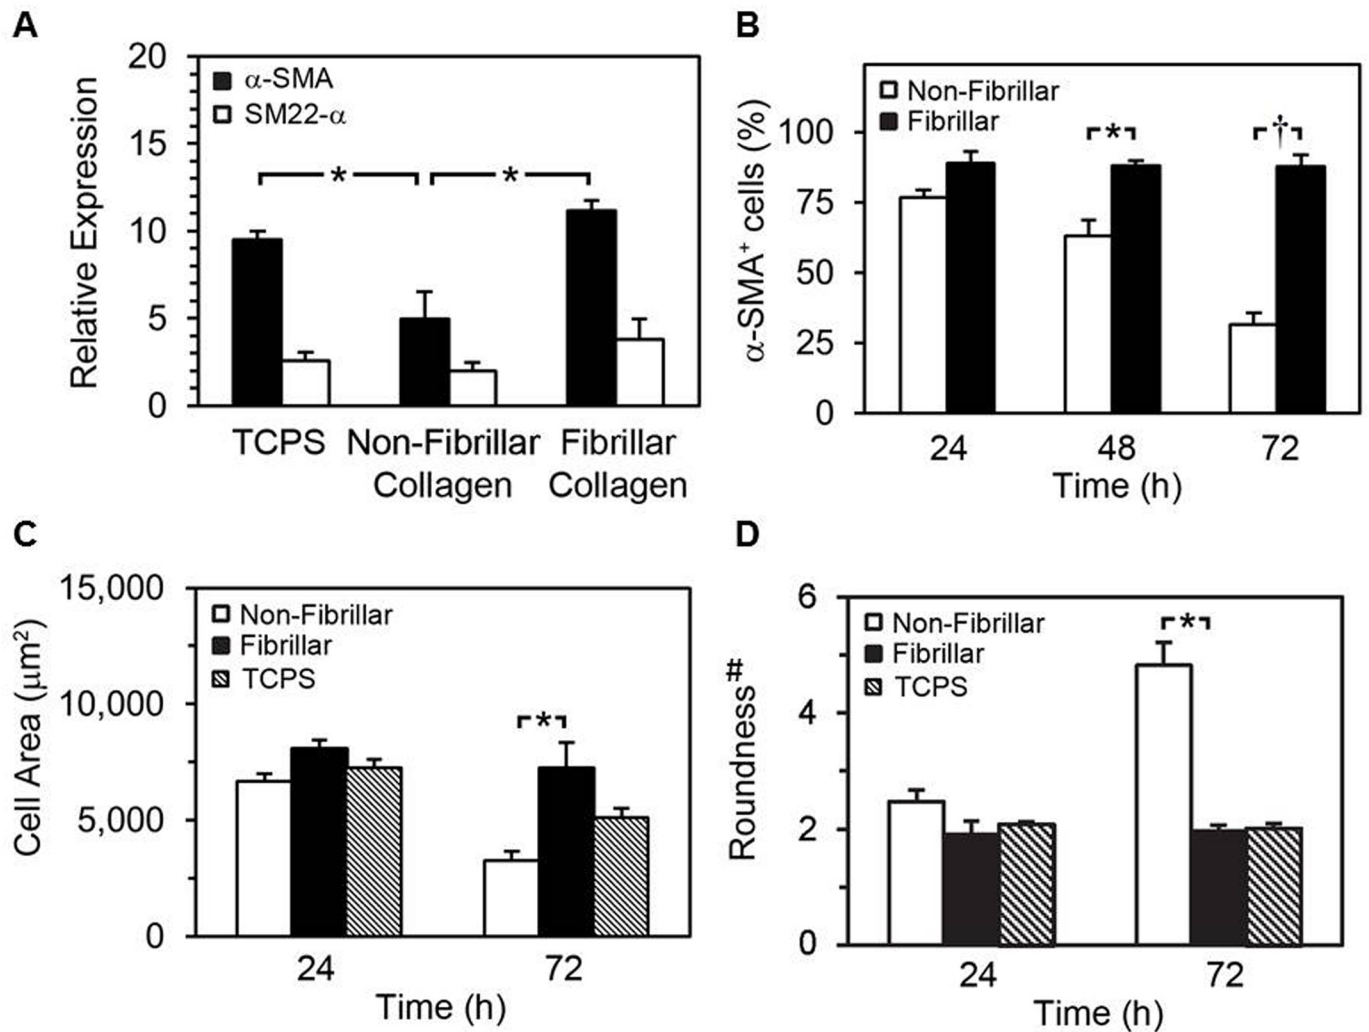 A
20
15
10
5
0
Relative Expression
α-SMA
SM22-α
*
*
TCPS
Non-Fibrillar
Collagen
Fibrillar
Collagen
B
100
75
50
25
0
α-SMA⁺ cells (%)
Non-Fibrillar
Fibrillar
*
†
24
48
72
Time (h)
C
15,000
10,000
5,000
0
Cell Area (μm²)
Non-Fibrillar
Fibrillar
TCPS
*
24
72
Time (h)
D
6
4
2
0
Roundness#
Non-Fibrillar
Fibrillar
TCPS
*
24
72
Time (h)